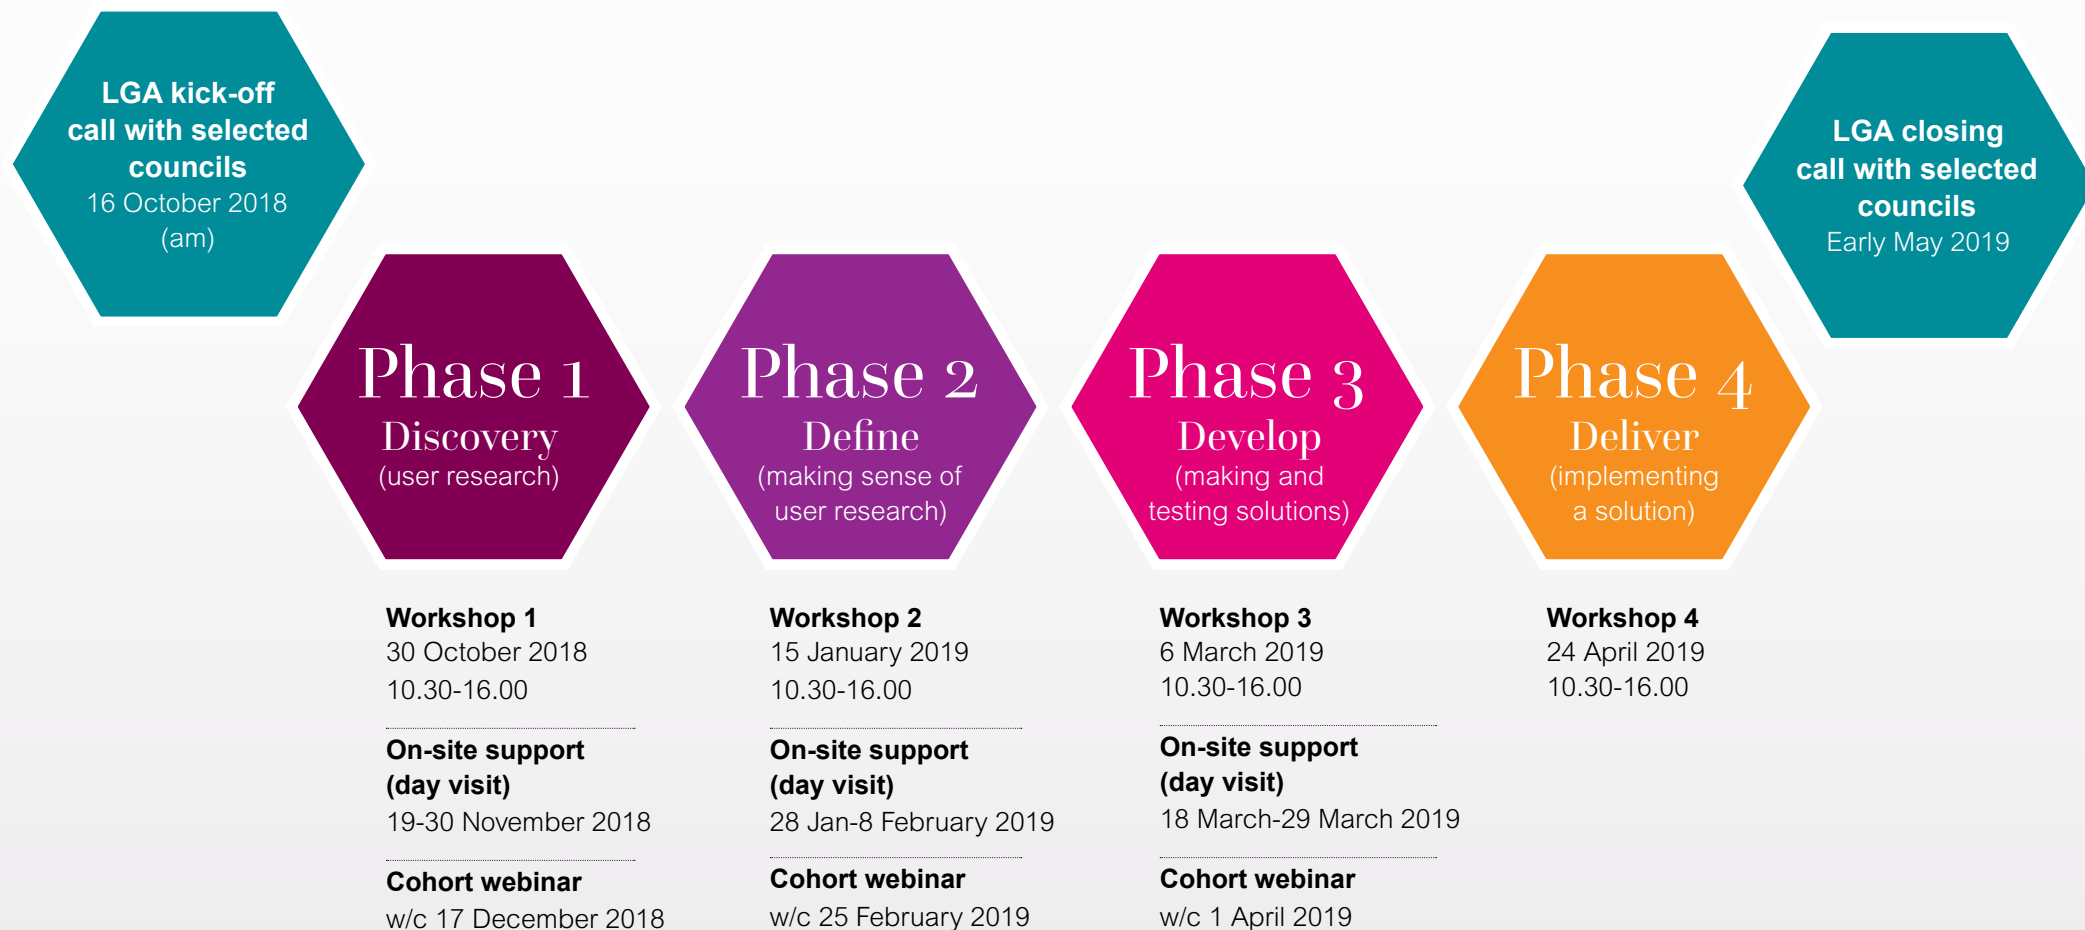 LGA kick-off
call with selected
councils
16 October 2018
(am)
LGA closing
call with selected
councils
Early May 2019
Phase 1
Discovery
(user research)
Phase 2
Define
(making sense of
user research)
Phase 3
Develop
(making and
testing solutions)
Phase 4
Deliver
(implementing
a solution)
Workshop 1
30 October 2018
10.30-16.00
On-site support
(day visit)
19-30 November 2018
Cohort webinar
w/c 17 December 2018
Workshop 2
15 January 2019
10.30-16.00
On-site support
(day visit)
28 Jan-8 February 2019
Cohort webinar
w/c 25 February 2019
Workshop 3
6 March 2019
10.30-16.00
On-site support
(day visit)
18 March-29 March 2019
Cohort webinar
w/c 1 April 2019
Workshop 4
24 April 2019
10.30-16.00